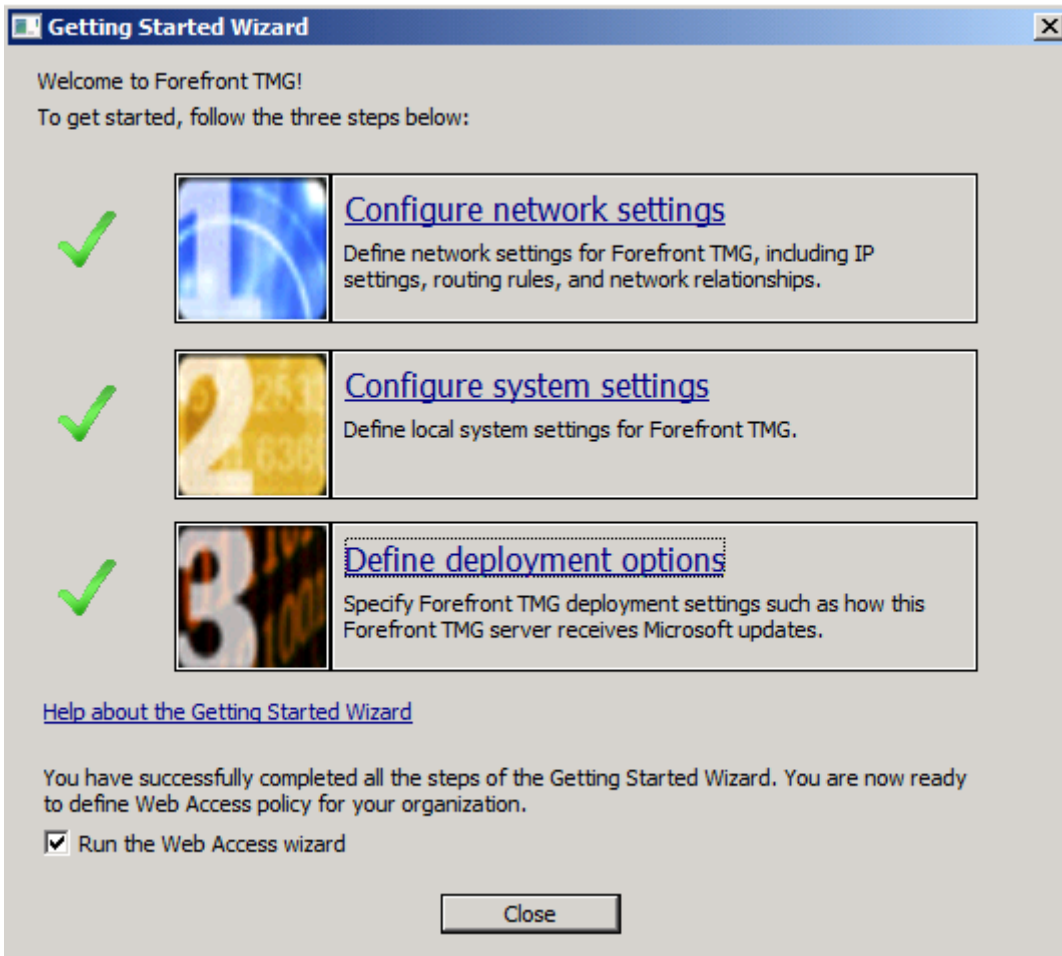 Getting Started Wizard
Welcome to Forefront TMG!
To get started, follow the three steps below:
1
Configure network settings
Define network settings for Forefront TMG, including IP
settings, routing rules, and network relationships.
2
Configure system settings
Define local system settings for Forefront TMG.
3
Define deployment options
Specify Forefront TMG deployment settings such as how this
Forefront TMG server receives Microsoft updates.
Help about the Getting Started Wizard
You have successfully completed all the steps of the Getting Started Wizard. You are now ready
to define Web Access policy for your organization.
Run the Web Access wizard
Close